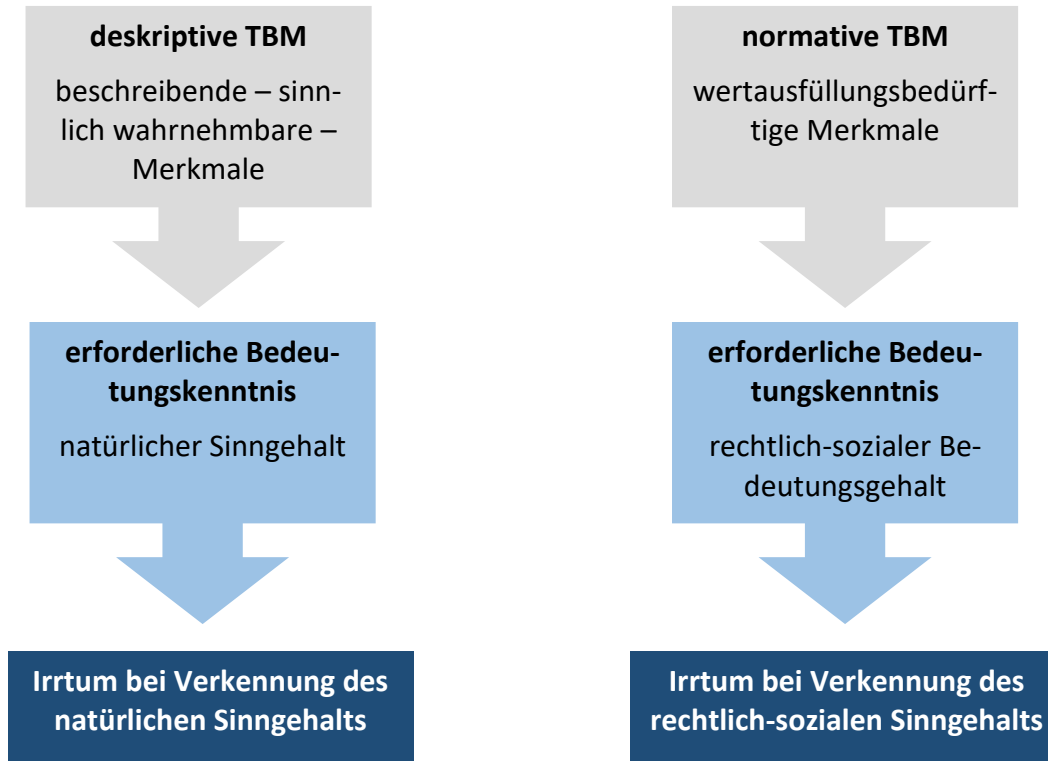 deskriptive TBM
beschreibende – sinn-
lich wahrnehmbare –
Merkmale
erforderliche Bedeu-
tungskenntnis
natürlicher Sinngehalt
Irrtum bei Verkennung des
natürlichen Sinngehalts
normative TBM
wertausfüllungsbedürf-
tige Merkmale
erforderliche Bedeu-
tungskenntnis
rechtlich-sozialer Be-
deutungsgehalt
Irrtum bei Verkennung des
rechtlich-sozialen Sinngehalts